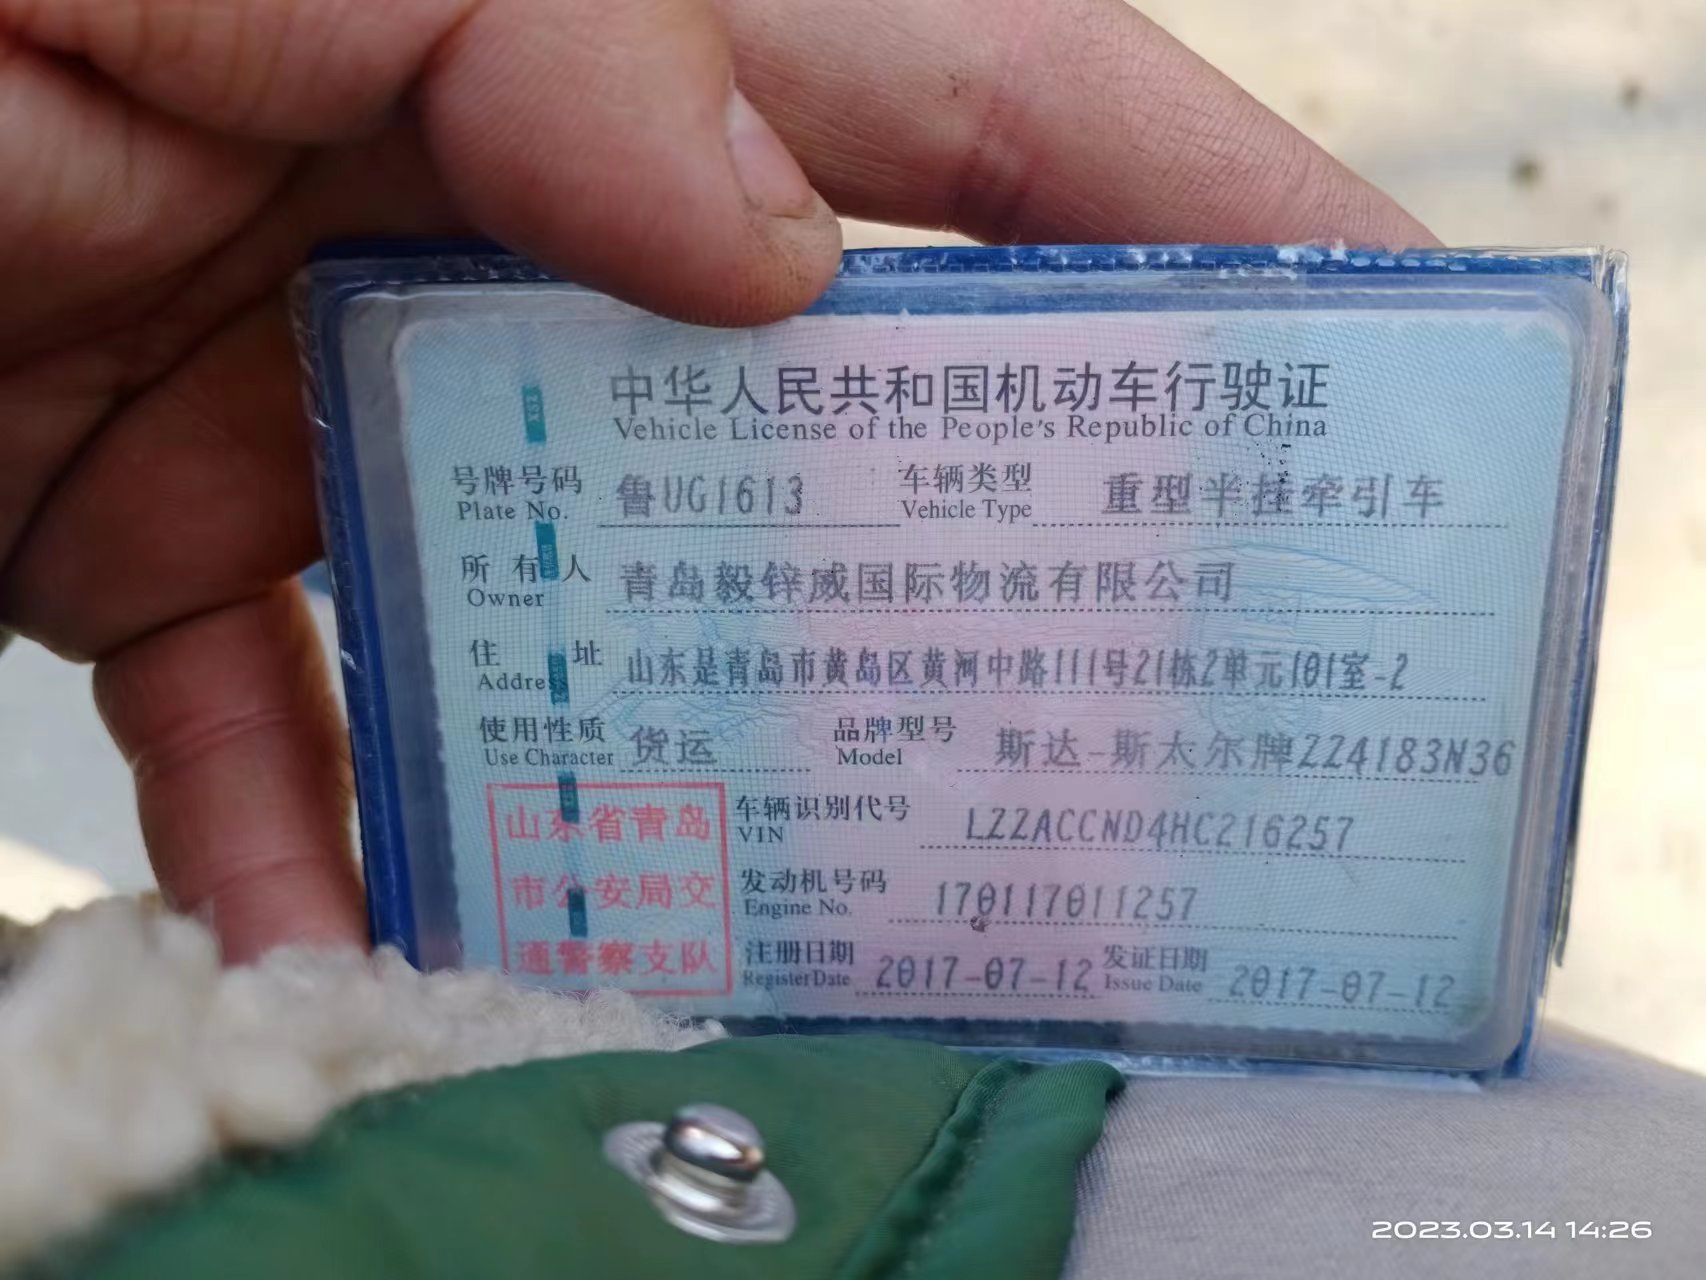 中华人民共和国机动车行驶证
Vehicle License of the People's Republic of China
号牌号码 鲁UG1613 车辆类型 重型半挂牵引车
Plate No. Vehicle Type
所有人 青岛毅锌威国际物流有限公司
Owner
住址 山东是青岛市黄岛区黄河中路111号21栋2单元101室-2
Address
使用性质 货运 品牌型号 斯达-斯太尔牌ZZ4183N36
Use Character Model
山东省青岛
市公安局交
通警察支队
车辆识别代号 LZZACCND4HC216257
VIN
发动机号码 170117011257
Engine No.
注册日期 2017-07-12 发证日期 2017-07-12
Register Date Issue Date
2023.03.14 14:26